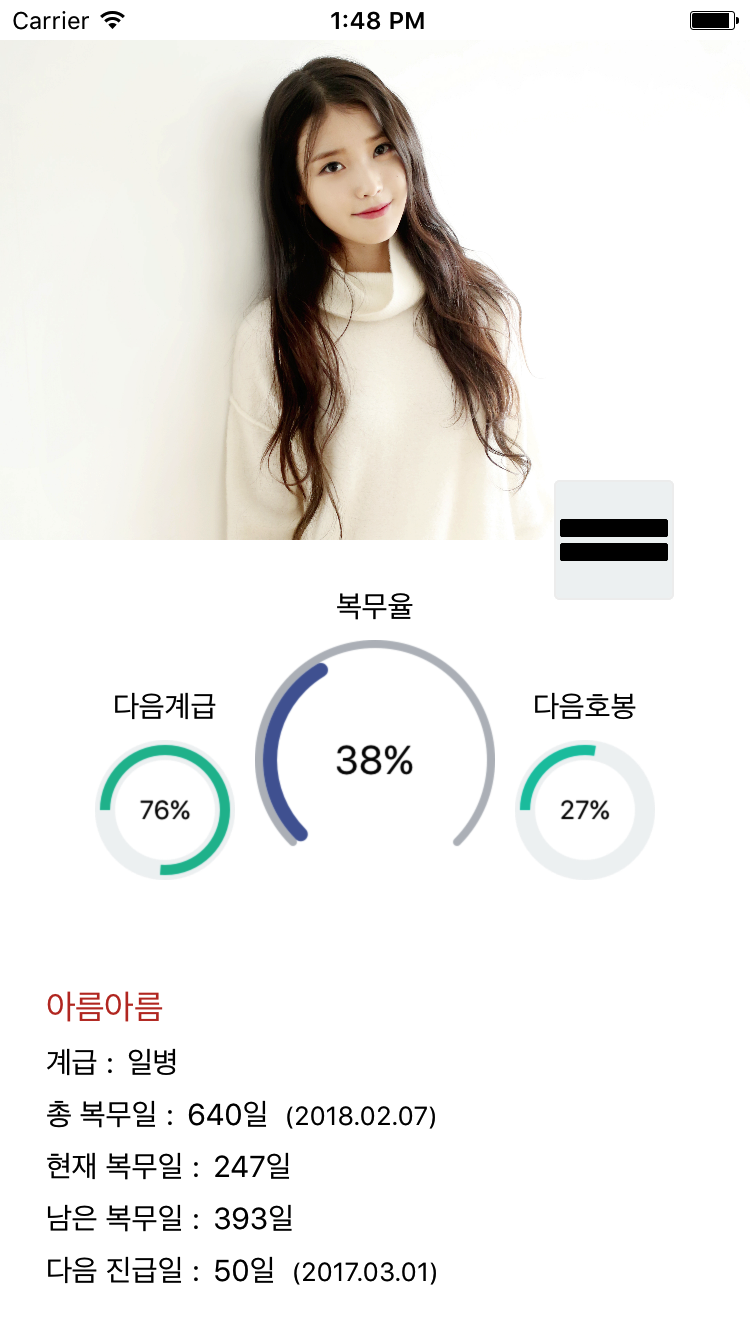 Carrier 1:48 PM
복무율
다음계급
다음호봉
38%
76%
27%
아름아름
계급 : 일병
총 복무일 : 640일 (2018.02.07)
현재 복무일 : 247일
남은 복무일 : 393일
다음 진급일 : 50일 (2017.03.01)